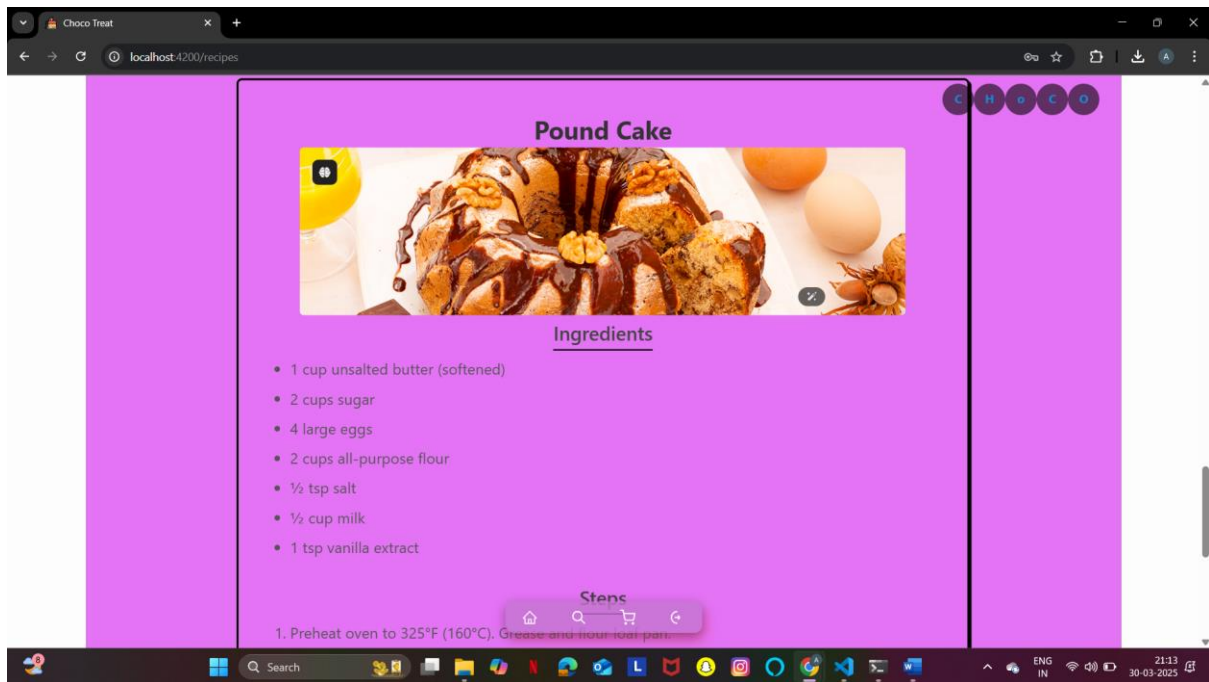 Choco Treat
localhost:4200/recipes
A
C H o C O
Pound Cake
Ingredients
1 cup unsalted butter (softened)
2 cups sugar
4 large eggs
2 cups all-purpose flour
½ tsp salt
½ cup milk
1 tsp vanilla extract
Steps
1. Preheat oven to 325°F (160°C). Grease and flour loaf pan.
8
Search
N
L
ENG
IN
21:13
30-03-2025